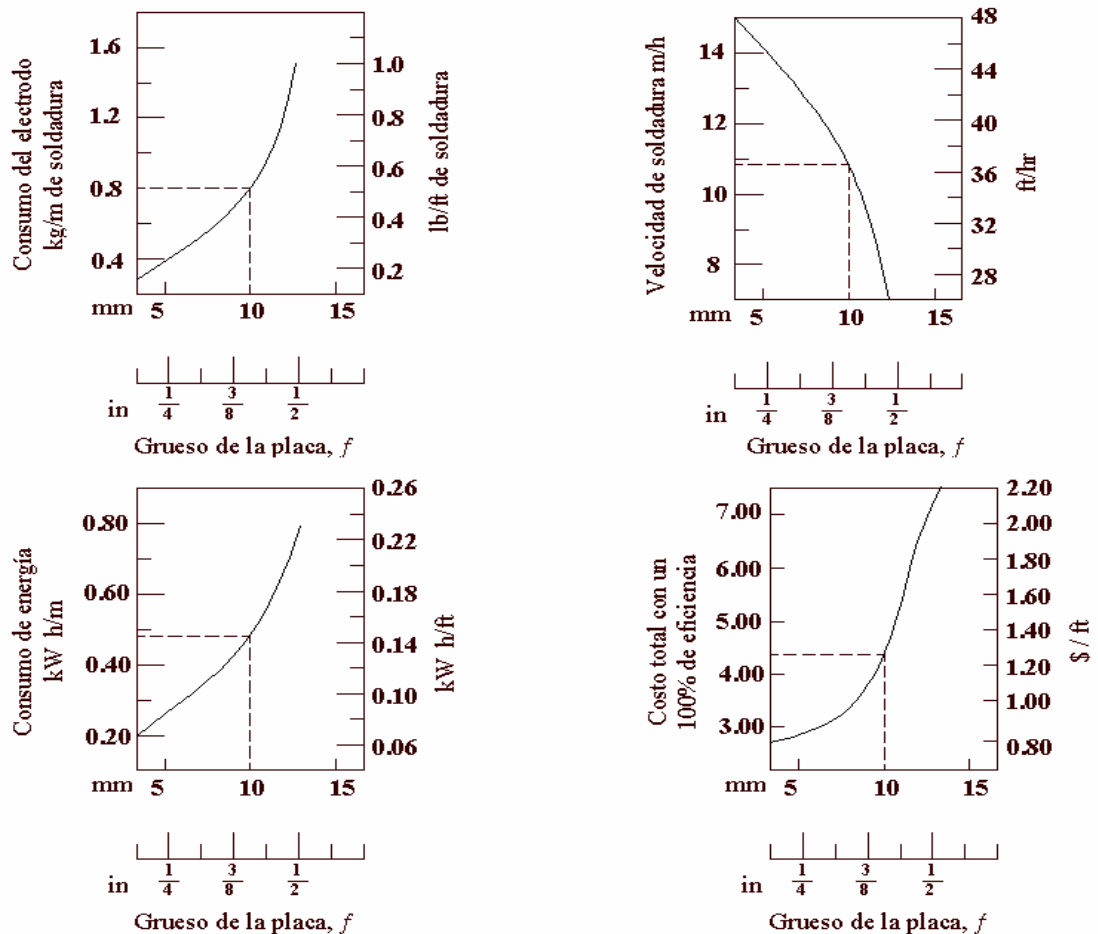 Consumo del electrodo
kg/m de soldadura
1.6
1.2
0.8
0.4
1.0
0.8
0.6
0.4
0.2
lb/ft de soldadura
mm 5 10 15
in 1/4 3/8 1/2
Grueso de la placa, f
Velocidad de soldadura m/h
14
12
10
8
48
44
40
36
32
28
ft/hr
mm 5 10 15
in 1/4 3/8 1/2
Grueso de la placa, f
Consumo de energía
kW h/m
0.80
0.60
0.40
0.20
0.26
0.22
0.18
0.14
0.10
0.06
kW h/ft
mm 5 10 15
in 1/4 3/8 1/2
Grueso de la placa, f
Costo total con un
100% de eficiencia
7.00
6.00
5.00
4.00
3.00
2.20
2.00
1.80
1.60
1.40
1.20
1.00
0.80
$ / ft
mm 5 10 15
in 1/4 3/8 1/2
Grueso de la placa, f